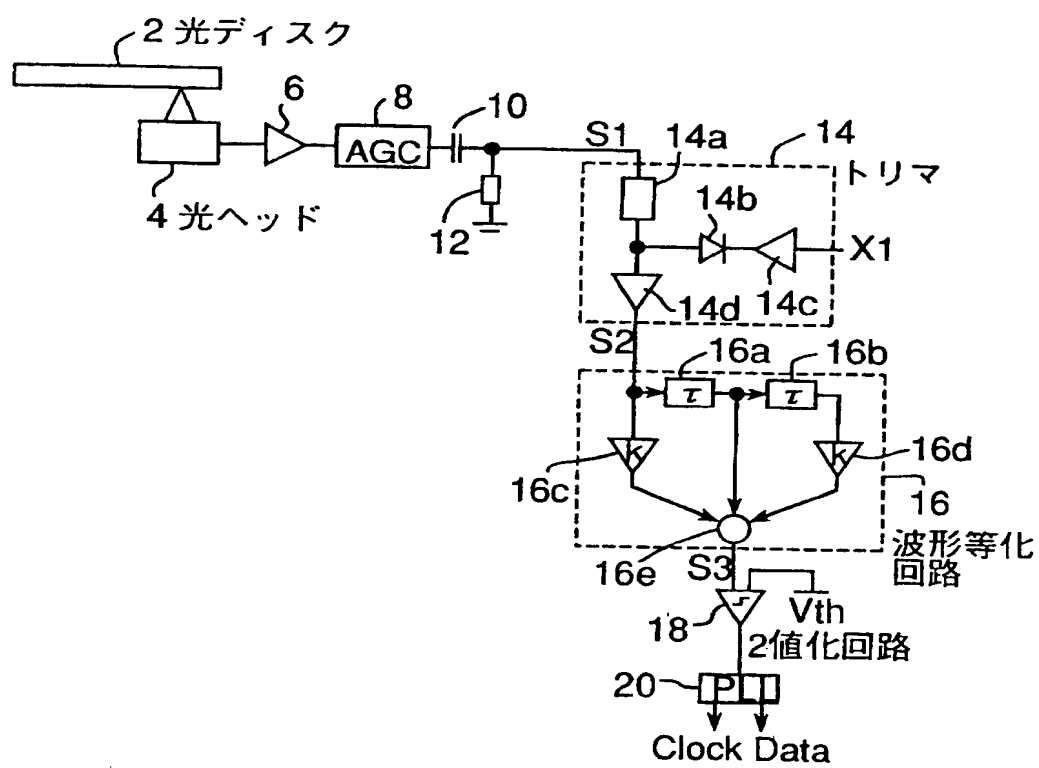 2 光ディスク
6
8
10
AGC
S1
14a
14
トリマ
14b
4 光ヘッド
12
X1
14c
14d
S2
16a
16b
τ
τ
K
K
16d
16c
16
波形等化
回路
16e
S3
Vth
18
2値化回路
20
PLL
Clock Data